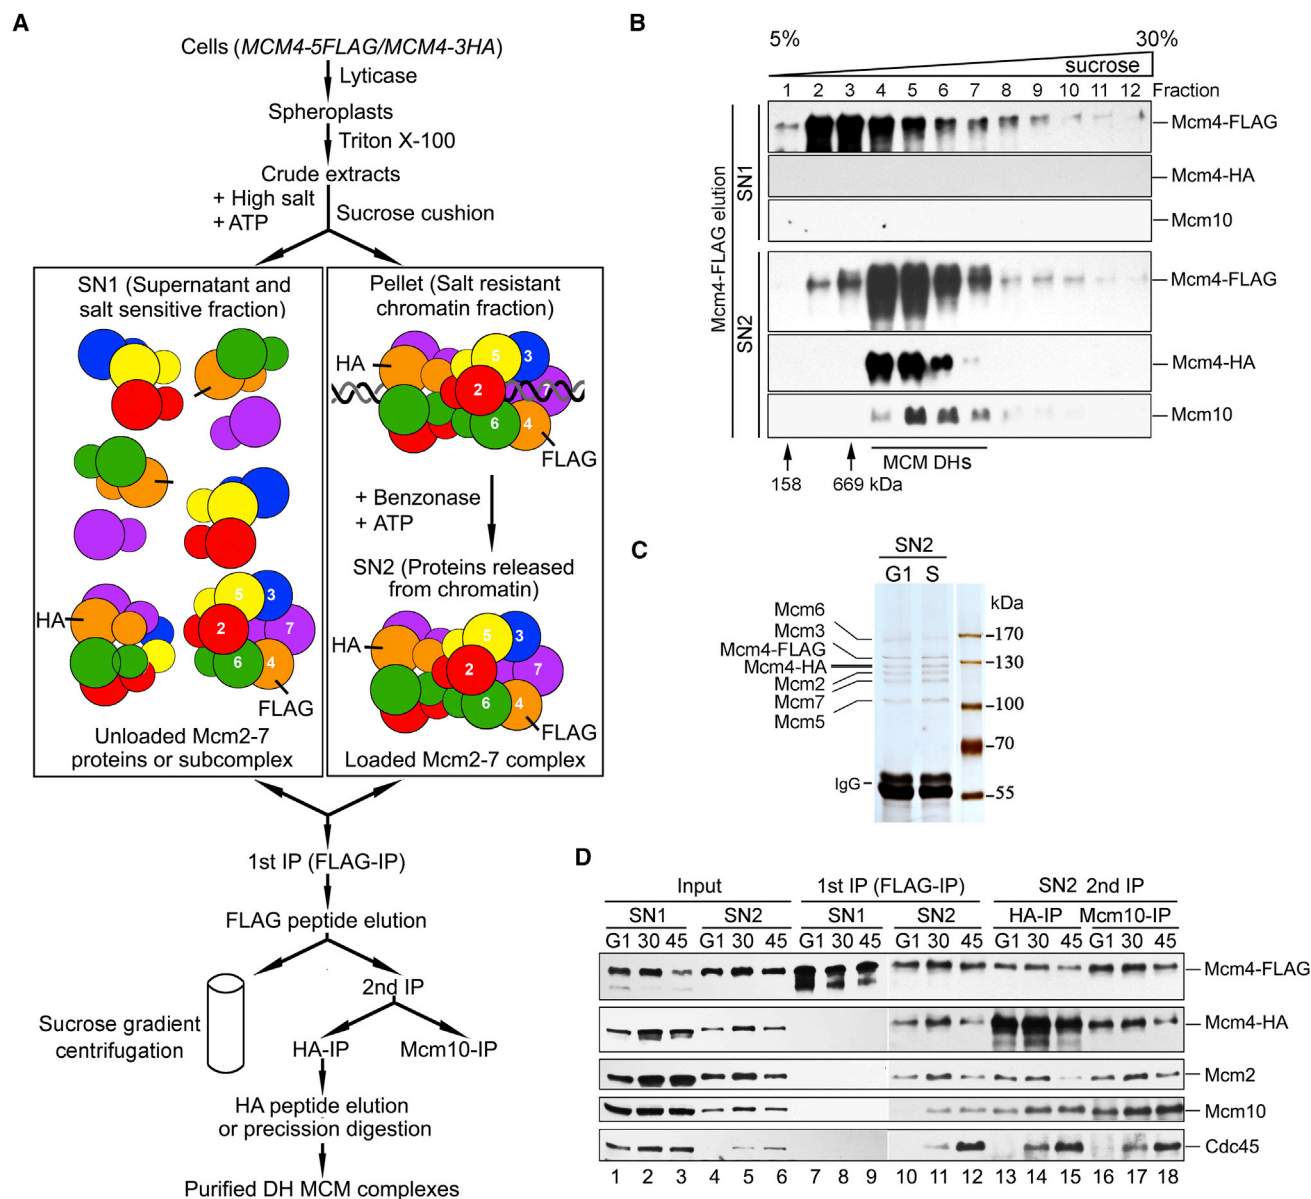 A
Cells (MCM4-5FLAG/MCM4-3HA)
Lyticase
Spheroplasts
Triton X-100
Crude extracts
+ High salt
+ ATP
Sucrose cushion
SN1 (Supernatant and
salt sensitive fraction)
HA
5
3
2
7
6
4
FLAG
Unloaded Mcm2-7
proteins or subcomplex
Pellet (Salt resistant
chromatin fraction)
HA
5
3
2
7
6
4
FLAG
+ Benzonase
+ ATP
SN2 (Proteins released
from chromatin)
HA
5
3
2
7
6
4
FLAG
Loaded Mcm2-7 complex
1st IP (FLAG-IP)
FLAG peptide elution
Sucrose gradient
centrifugation
2nd IP
HA-IP
Mcm10-IP
HA peptide elution
or precission digestion
Purified DH MCM complexes
B
5% 30%
sucrose
1 2 3 4 5 6 7 8 9 10 11 12 Fraction
Mcm4-FLAG elution
SN1
Mcm4-FLAG
Mcm4-HA
Mcm10
SN2
Mcm4-FLAG
Mcm4-HA
Mcm10
158
669 kDa
MCM DHs
C
SN2
G1 S
kDa
Mcm6
Mcm3
Mcm4-FLAG
Mcm4-HA
Mcm2
Mcm7
Mcm5
IgG
170
130
100
70
55
D
Input 1st IP (FLAG-IP) SN2 2nd IP
SN1 SN2 SN1 SN2 HA-IP Mcm10-IP
G1 30 45 G1 30 45 G1 30 45 G1 30 45 G1 30 45 G1 30 45
Mcm4-FLAG
Mcm4-HA
Mcm2
Mcm10
Cdc45
1 2 3 4 5 6 7 8 9 10 11 12 13 14 15 16 17 18